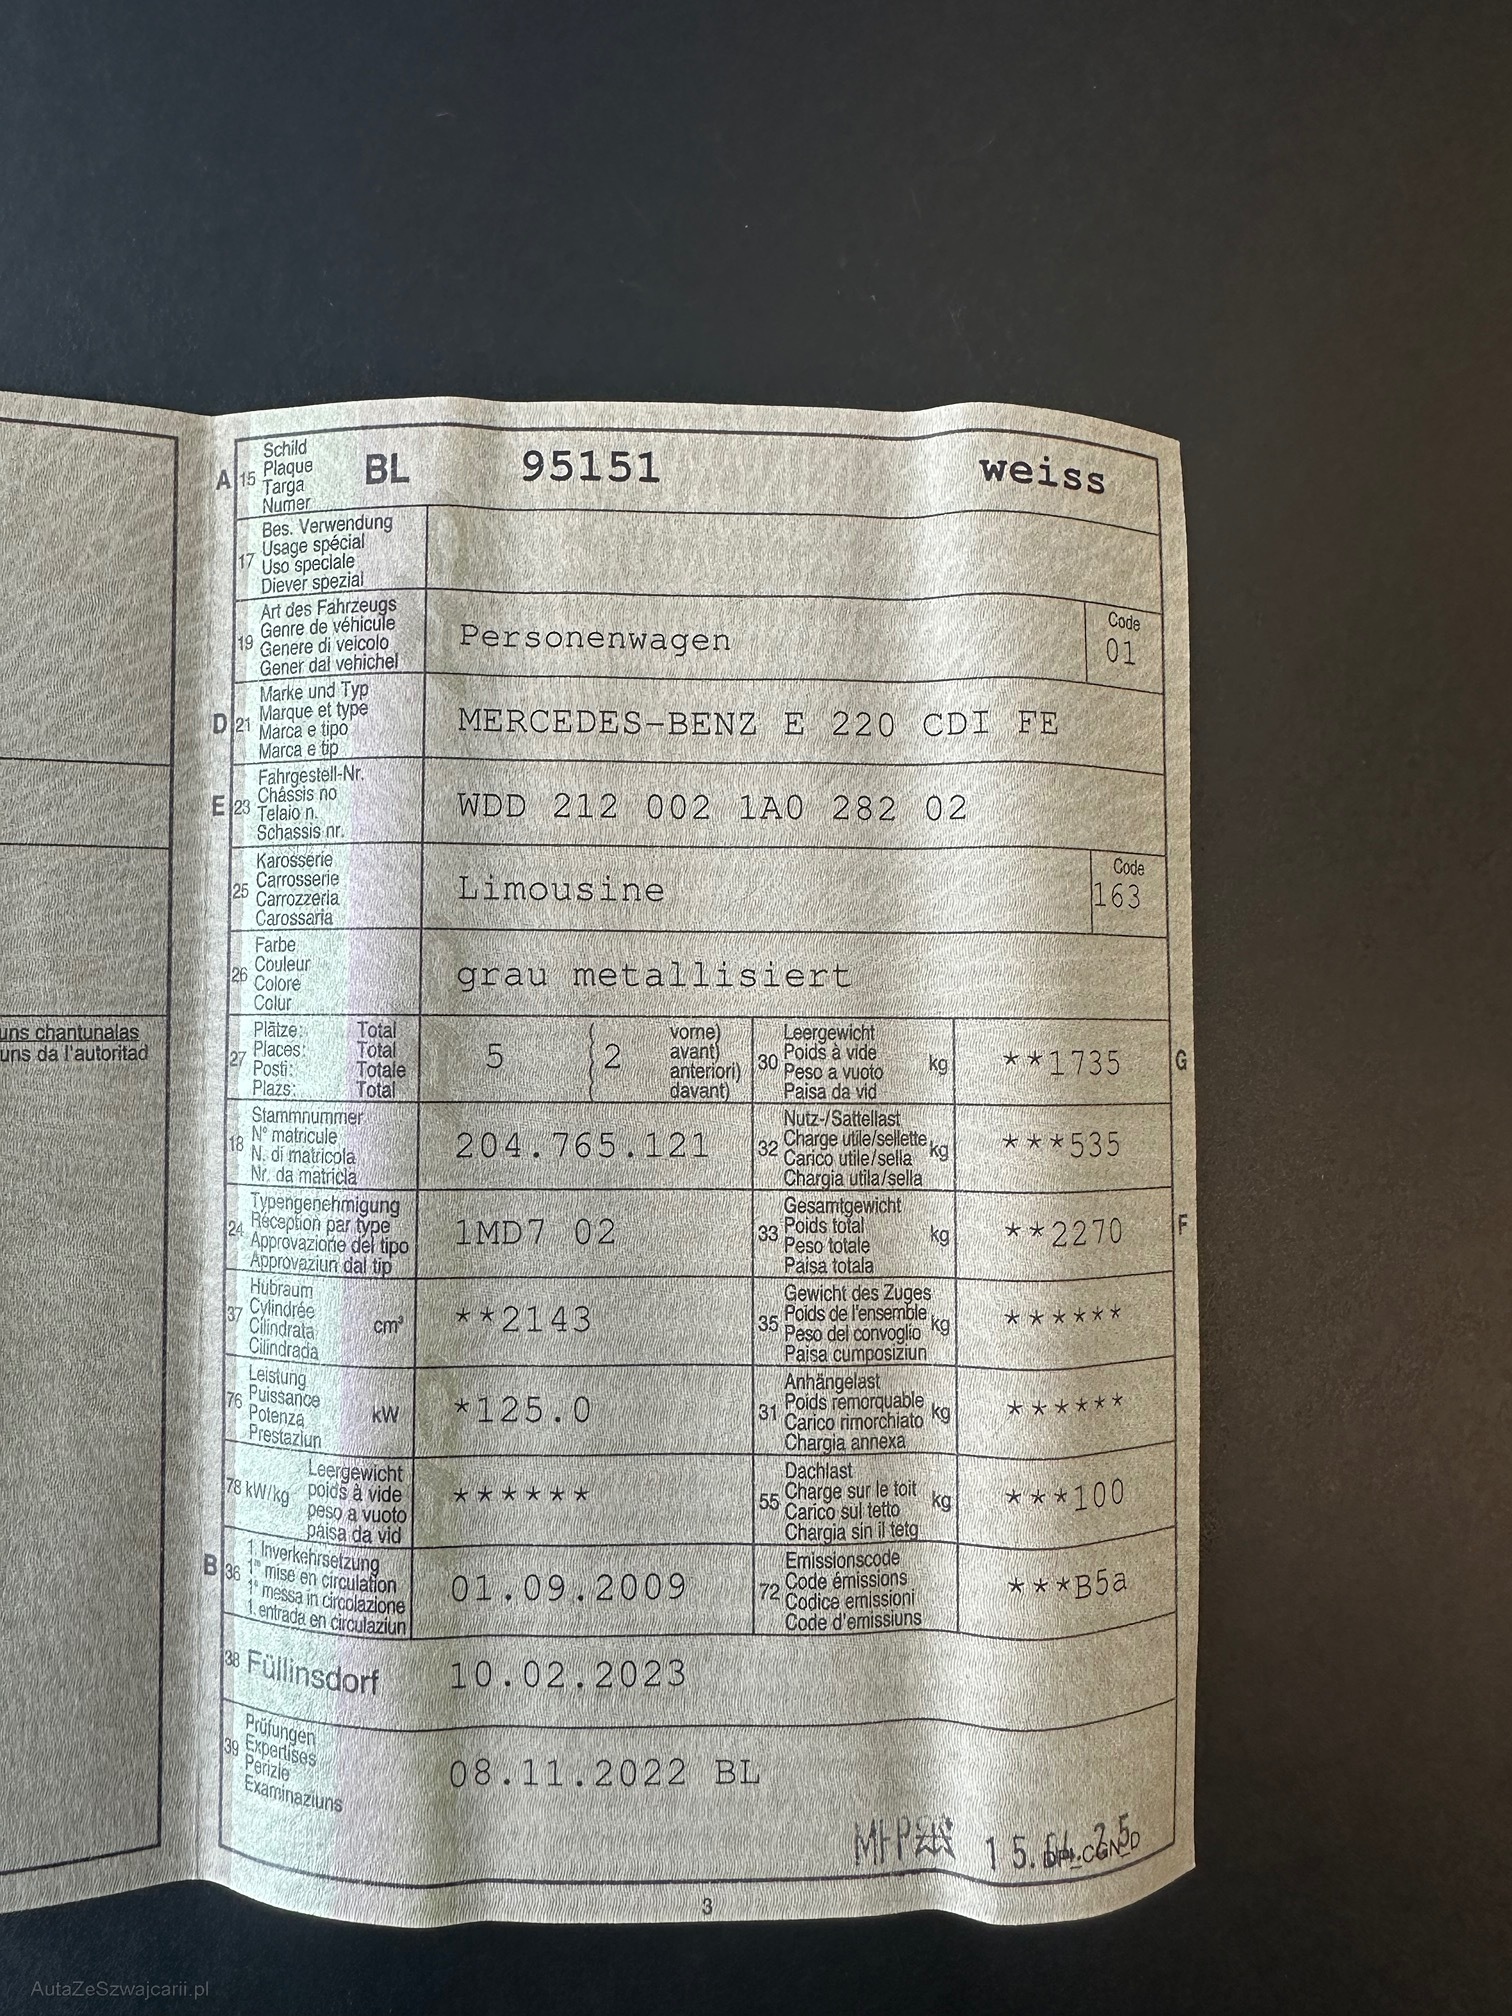 A 15 Schild Plaque Targa Numer BL 95151 weiss
17 Bes. Verwendung
Usage spécial
Uso speciale
Diever spezial
19 Art des Fahrzeugs
Genre de véhicule
Genere di veicolo
Gener dal vehichel
Personenwagen
Code
01
D 21 Marke und Typ
Marque et type
Marca e tipo
Marca e tip
MERCEDES-BENZ E 220 CDI FE
E 23 Fahrgestell-Nr.
Châssis no
Telaio n.
Schassis nr.
WDD 212 002 1A0 282 02
25 Karosserie
Carrosserie
Carrozzeria
Carossaria
Limousine
Code
163
26 Farbe
Couleur
Colore
Colur
grau metallisiert
uns chantunalas
uns da l'autoritad
27 Plätze: Total
Places: Total
Posti: Totale
Plazs: Total
5 ( 2 vorne)
avant)
anteriori)
davant)
30 Leergewicht
Poids à vide
Peso a vuoto
Paisa da vid
kg
**1735
G
18 Stammnummer
N° matricule
N. di matricola
Nr. da matricla
204.765.121
32 Nutz-/Sattellast
Charge utile/sellette
Carico utile/sella
Chargia utila/sella
kg
***535
24 Typengenehmigung
Réception par type
Approvazione del tipo
Approvaziun dal tip
1MD7 02
33 Gesamtgewicht
Poids total
Peso totale
Paisa totala
kg
**2270
F
37 Hubraum
Cylindrée
Cilindrata
Cilindrada
cm³
**2143
35 Gewicht des Zuges
Poids de l'ensemble
Peso del convoglio
Paisa cumposiziun
kg
******
76 Leistung
Puissance
Potenza
Prestaziun
kW
*125.0
31 Anhängelast
Poids remorquable
Carico rimorchiato
Chargia annexa
kg
******
78 kW/kg Leergewicht
poids à vide
peso a vuoto
paisa da vid
******
55 Dachlast
Charge sur le toit
Carico sul tetto
Chargia sin il tetg
kg
***100
B 36 1. Inverkehrsetzung
1re mise en circulation
1a messa in circolazione
1. entrada en circulaziun
01.09.2009
72 Emissionscode
Code émissions
Codice emissioni
Code d'emissiuns
***B5a
38 Füllinsdorf 10.02.2023
39 Prüfungen
Expertises
Perizie
Examinaziuns
08.11.2022 BL
3
AutaZeSzwajcarii.pl